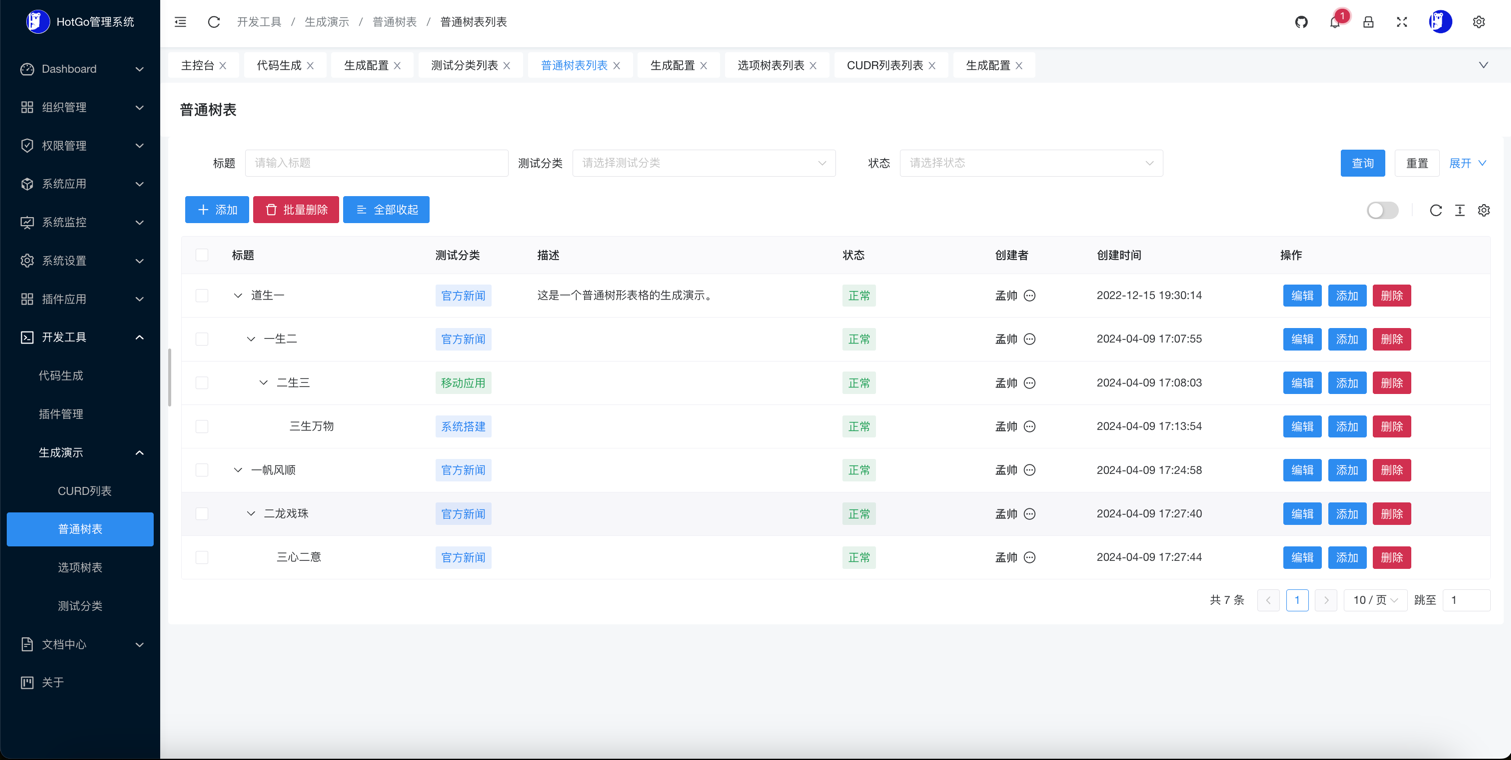 HotGo管理系统
Dashboard
组织管理
权限管理
系统应用
系统监控
系统设置
插件应用
开发工具
代码生成
插件管理
生成演示
CURD列表
普通树表
选项树表
测试分类
文档中心
关于
开发工具 / 生成演示 / 普通树表 / 普通树表列表
1
主控台 代码生成 生成配置 测试分类列表 普通树表列表 生成配置 选项树表列表 CUDR列表列表 生成配置
普通树表
标题 请输入标题 测试分类 请选择测试分类 状态 请选择状态 查询 重置 展开
添加 批量删除 全部收起
标题 测试分类 描述 状态 创建者 创建时间 操作
道生一 官方新闻 这是一个普通树形表格的生成演示。 正常 孟帅 2022-12-15 19:30:14 编辑 添加 删除
一生二 官方新闻 正常 孟帅 2024-04-09 17:07:55 编辑 添加 删除
二生三 移动应用 正常 孟帅 2024-04-09 17:08:03 编辑 添加 删除
三生万物 系统搭建 正常 孟帅 2024-04-09 17:13:54 编辑 添加 删除
一帆风顺 官方新闻 正常 孟帅 2024-04-09 17:24:58 编辑 添加 删除
二龙戏珠 官方新闻 正常 孟帅 2024-04-09 17:27:40 编辑 添加 删除
三心二意 官方新闻 正常 孟帅 2024-04-09 17:27:44 编辑 添加 删除
共 7 条 1 10 / 页 跳至 1